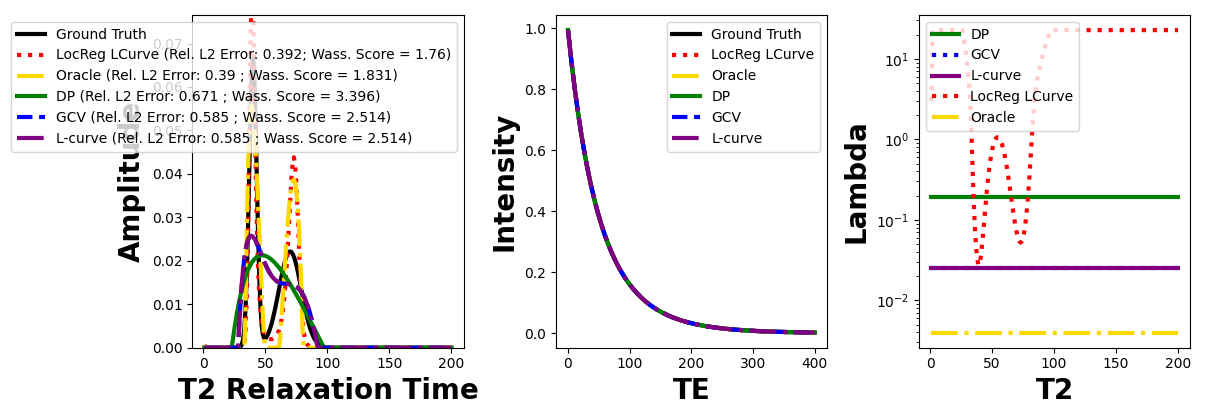 Ground Truth
LocReg LCurve (Rel. L2 Error: 0.392; Wass. Score = 1.76)
Oracle (Rel. L2 Error: 0.39 ; Wass. Score = 1.831)
DP (Rel. L2 Error: 0.671 ; Wass. Score = 3.396)
GCV (Rel. L2 Error: 0.585 ; Wass. Score = 2.514)
L-curve (Rel. L2 Error: 0.585 ; Wass. Score = 2.514)
Amplitude
0.07
0.06
0.05
0.04
0.03
0.02
0.01
0.00
0 50 100 150 200
T2 Relaxation Time
Ground Truth
LocReg LCurve
Oracle
DP
GCV
L-curve
Intensity
1.0
0.8
0.6
0.4
0.2
0.0
0 100 200 300 400
TE
DP
GCV
L-curve
LocReg LCurve
Oracle
Lambda
10¹
10⁰
10⁻¹
10⁻²
0 50 100 150 200
T2